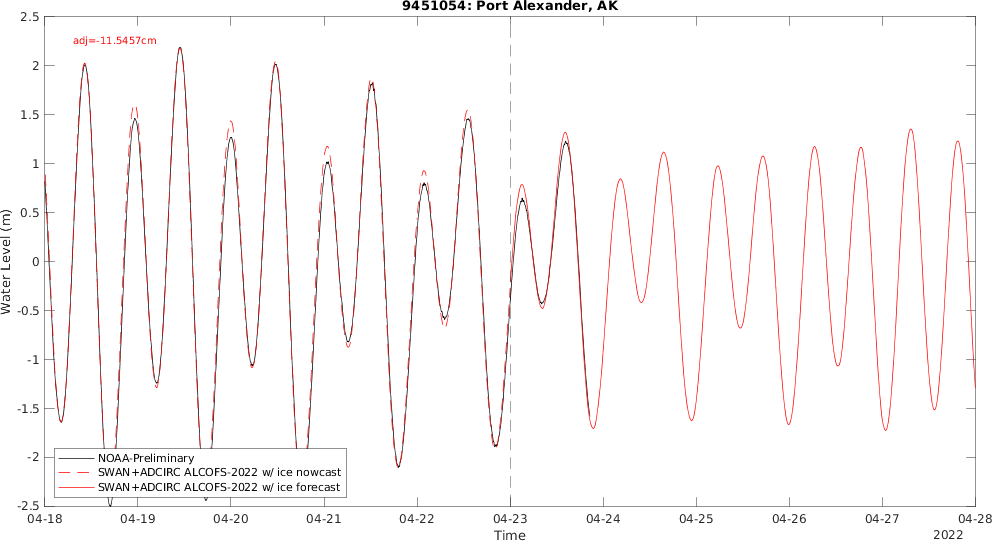 9451054: Port Alexander, AK
adj=-11.5457cm
Water Level (m)
2.5
2
1.5
1
0.5
0
-0.5
-1
-1.5
-2
-2.5
NOAA-Preliminary
SWAN+ADCIRC ALCOFS-2022 w/ ice nowcast
SWAN+ADCIRC ALCOFS-2022 w/ ice forecast
04-18 04-19 04-20 04-21 04-22 04-23 04-24 04-25 04-26 04-27 04-28
Time
2022